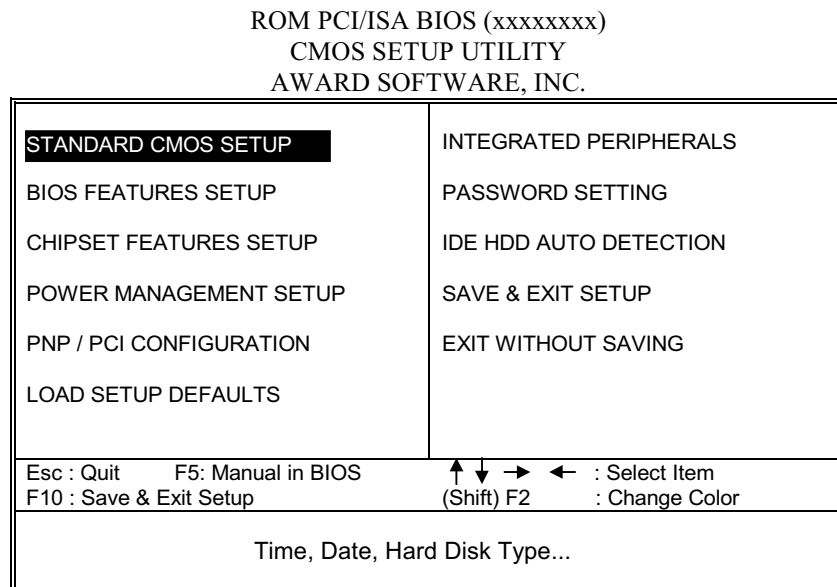 ROM PCI/ISA BIOS (xxxxxxxx)
CMOS SETUP UTILITY
AWARD SOFTWARE, INC.
STANDARD CMOS SETUP
BIOS FEATURES SETUP
CHIPSET FEATURES SETUP
POWER MANAGEMENT SETUP
PNP / PCI CONFIGURATION
LOAD SETUP DEFAULTS
INTEGRATED PERIPHERALS
PASSWORD SETTING
IDE HDD AUTO DETECTION
SAVE & EXIT SETUP
EXIT WITHOUT SAVING
Esc : Quit F5: Manual in BIOS
F10 : Save & Exit Setup
↑ ↓ → ← : Select Item
(Shift) F2 : Change Color
Time, Date, Hard Disk Type...